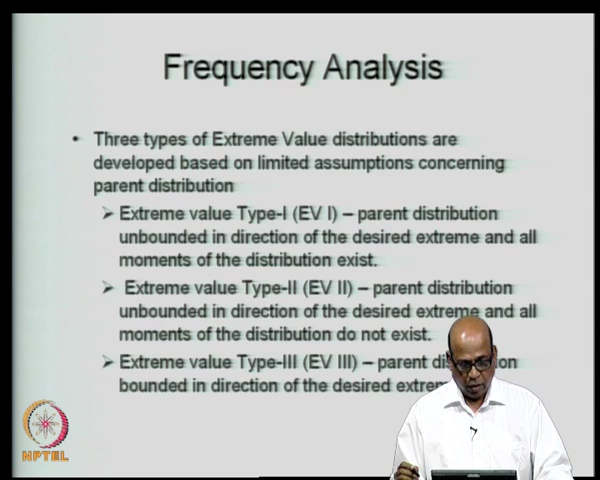 Frequency Analysis
• Three types of Extreme Value distributions are
developed based on limited assumptions concerning
parent distribution
➢ Extreme value Type-I (EV I) – parent distribution
unbounded in direction of the desired extreme and all
moments of the distribution exist.
➢ Extreme value Type-II (EV II) – parent distribution
unbounded in direction of the desired extreme and all
moments of the distribution do not exist.
➢ Extreme value Type-III (EV III) – parent
bounded in direction of the desired
NPTEL